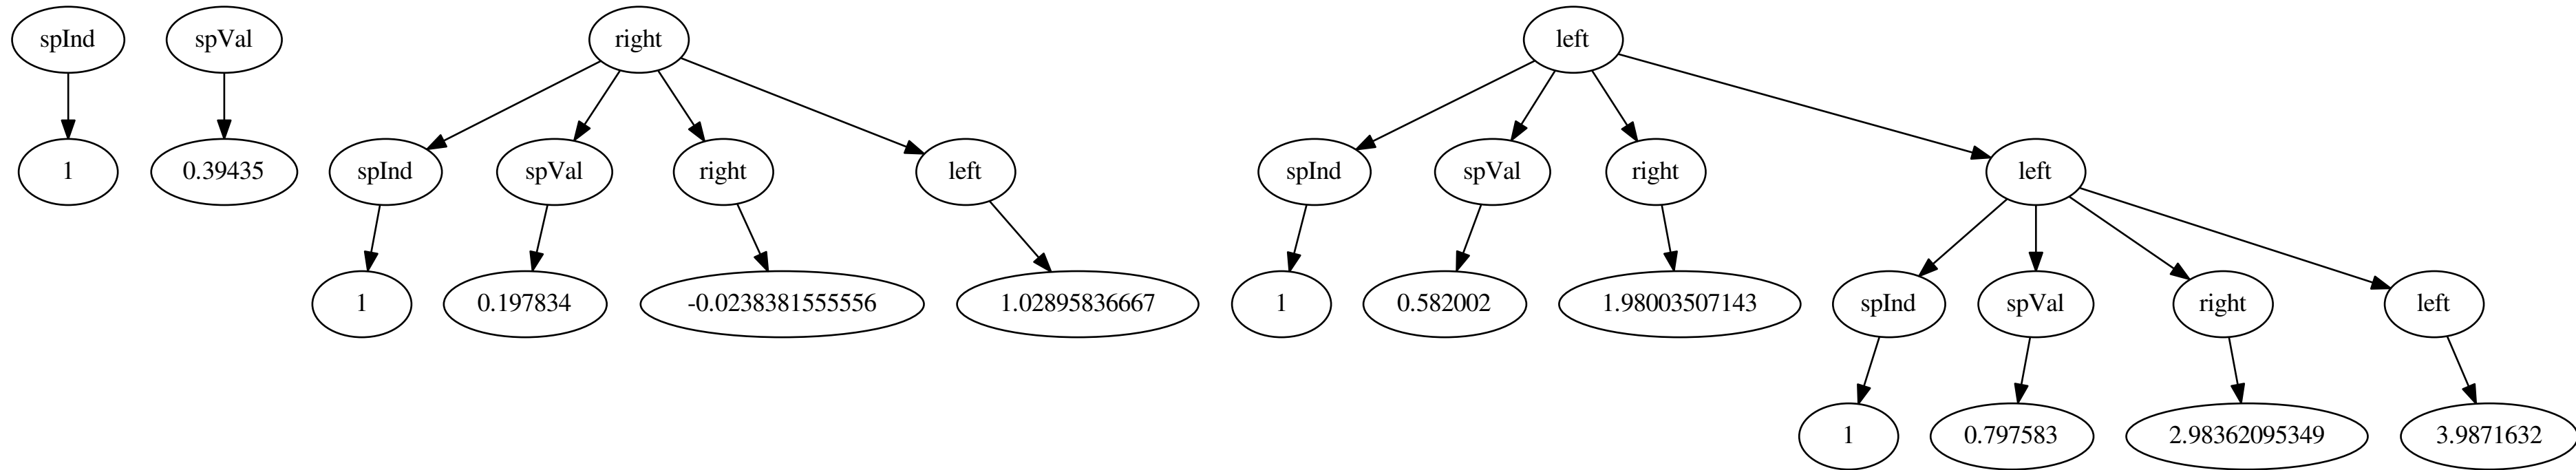 spInd
spVal
right
left
1
0.39435
spInd
spVal
right
left
spInd
spVal
right
left
1
0.197834
-0.0238381555556
1.02895836667
1
0.582002
1.98003507143
spInd
spVal
right
left
1
0.797583
2.98362095349
3.9871632